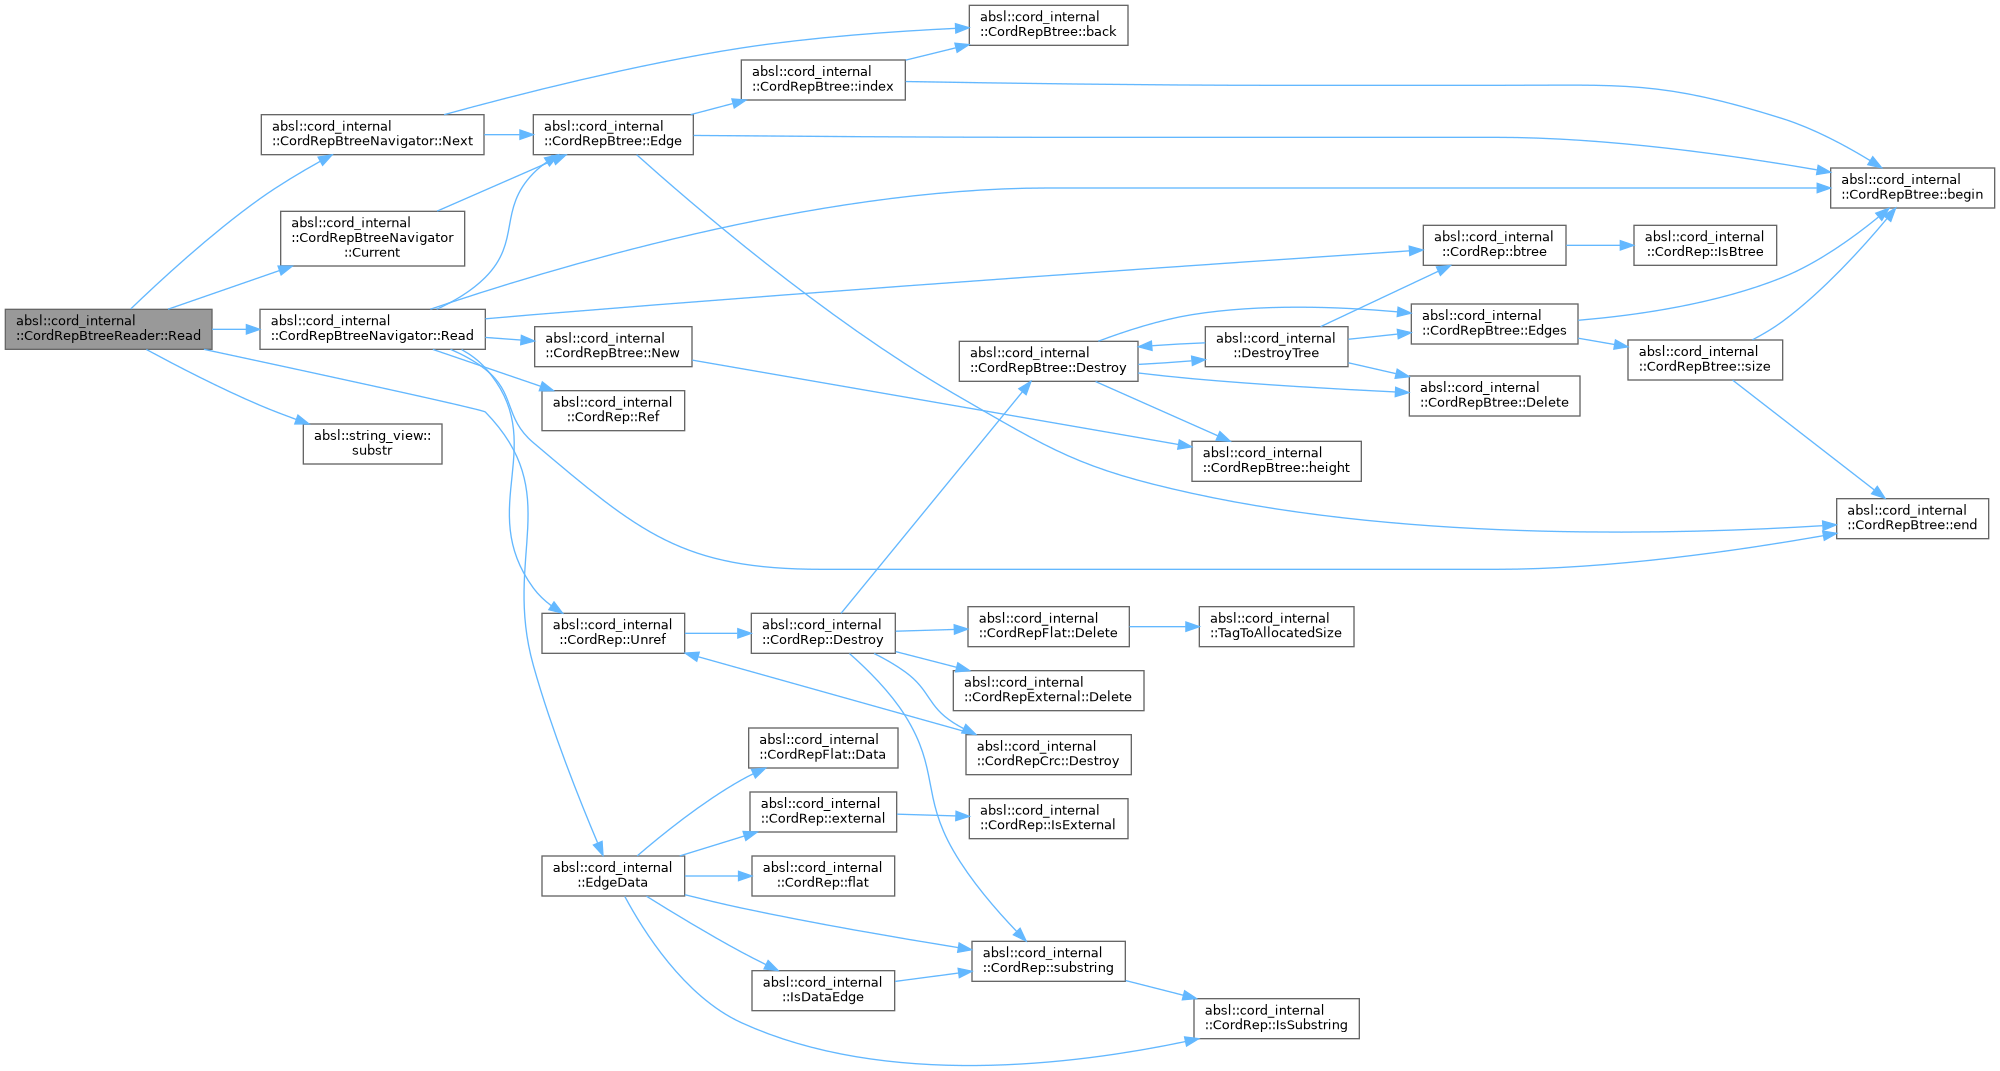 absl::cord_internal
::CordRepBtreeReader::Read
absl::cord_internal
::CordRepBtreeNavigator::Next
absl::cord_internal
::CordRepBtreeNavigator
::Current
absl::cord_internal
::CordRepBtreeNavigator::Read
absl::string_view::
substr
absl::cord_internal
::CordRepBtree::Edge
absl::cord_internal
::CordRepBtree::New
absl::cord_internal
::CordRep::Ref
absl::cord_internal
::CordRep::Unref
absl::cord_internal
::EdgeData
absl::cord_internal
::CordRepBtree::index
absl::cord_internal
::CordRep::Destroy
absl::cord_internal
::CordRepFlat::Data
absl::cord_internal
::CordRep::external
absl::cord_internal
::CordRep::flat
absl::cord_internal
::IsDataEdge
absl::cord_internal
::CordRepBtree::back
absl::cord_internal
::CordRepBtree::Destroy
absl::cord_internal
::CordRepFlat::Delete
absl::cord_internal
::CordRepExternal::Delete
absl::cord_internal
::CordRepCrc::Destroy
absl::cord_internal
::CordRep::IsExternal
absl::cord_internal
::CordRep::substring
absl::cord_internal
::DestroyTree
absl::cord_internal
::CordRepBtree::height
absl::cord_internal
::TagToAllocatedSize
absl::cord_internal
::CordRep::IsSubstring
absl::cord_internal
::CordRep::btree
absl::cord_internal
::CordRepBtree::Edges
absl::cord_internal
::CordRepBtree::Delete
absl::cord_internal
::CordRep::IsBtree
absl::cord_internal
::CordRepBtree::size
absl::cord_internal
::CordRepBtree::begin
absl::cord_internal
::CordRepBtree::end